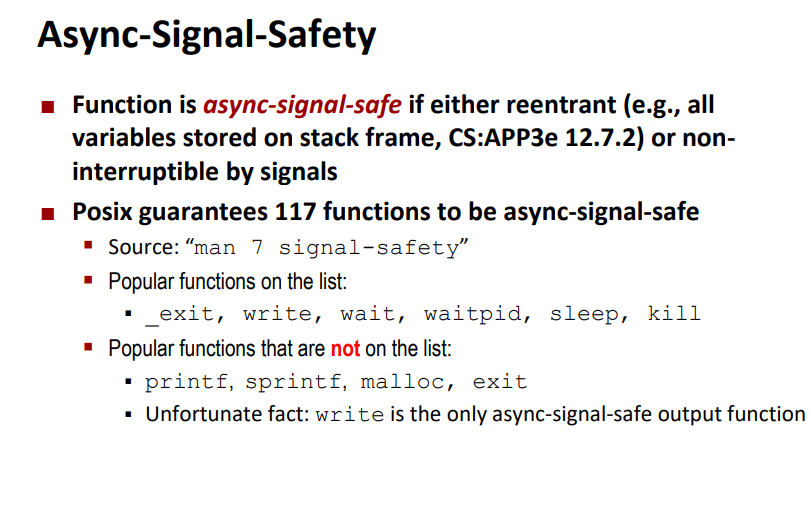 Async-Signal-Safety
■ Function is async-signal-safe if either reentrant (e.g., all
variables stored on stack frame, CS:APP3e 12.7.2) or non-
interruptible by signals
■ Posix guarantees 117 functions to be async-signal-safe
▪ Source: “man 7 signal-safety”
▪ Popular functions on the list:
▪ _exit, write, wait, waitpid, sleep, kill
▪ Popular functions that are not on the list:
▪ printf, sprintf, malloc, exit
▪ Unfortunate fact: write is the only async-signal-safe output function